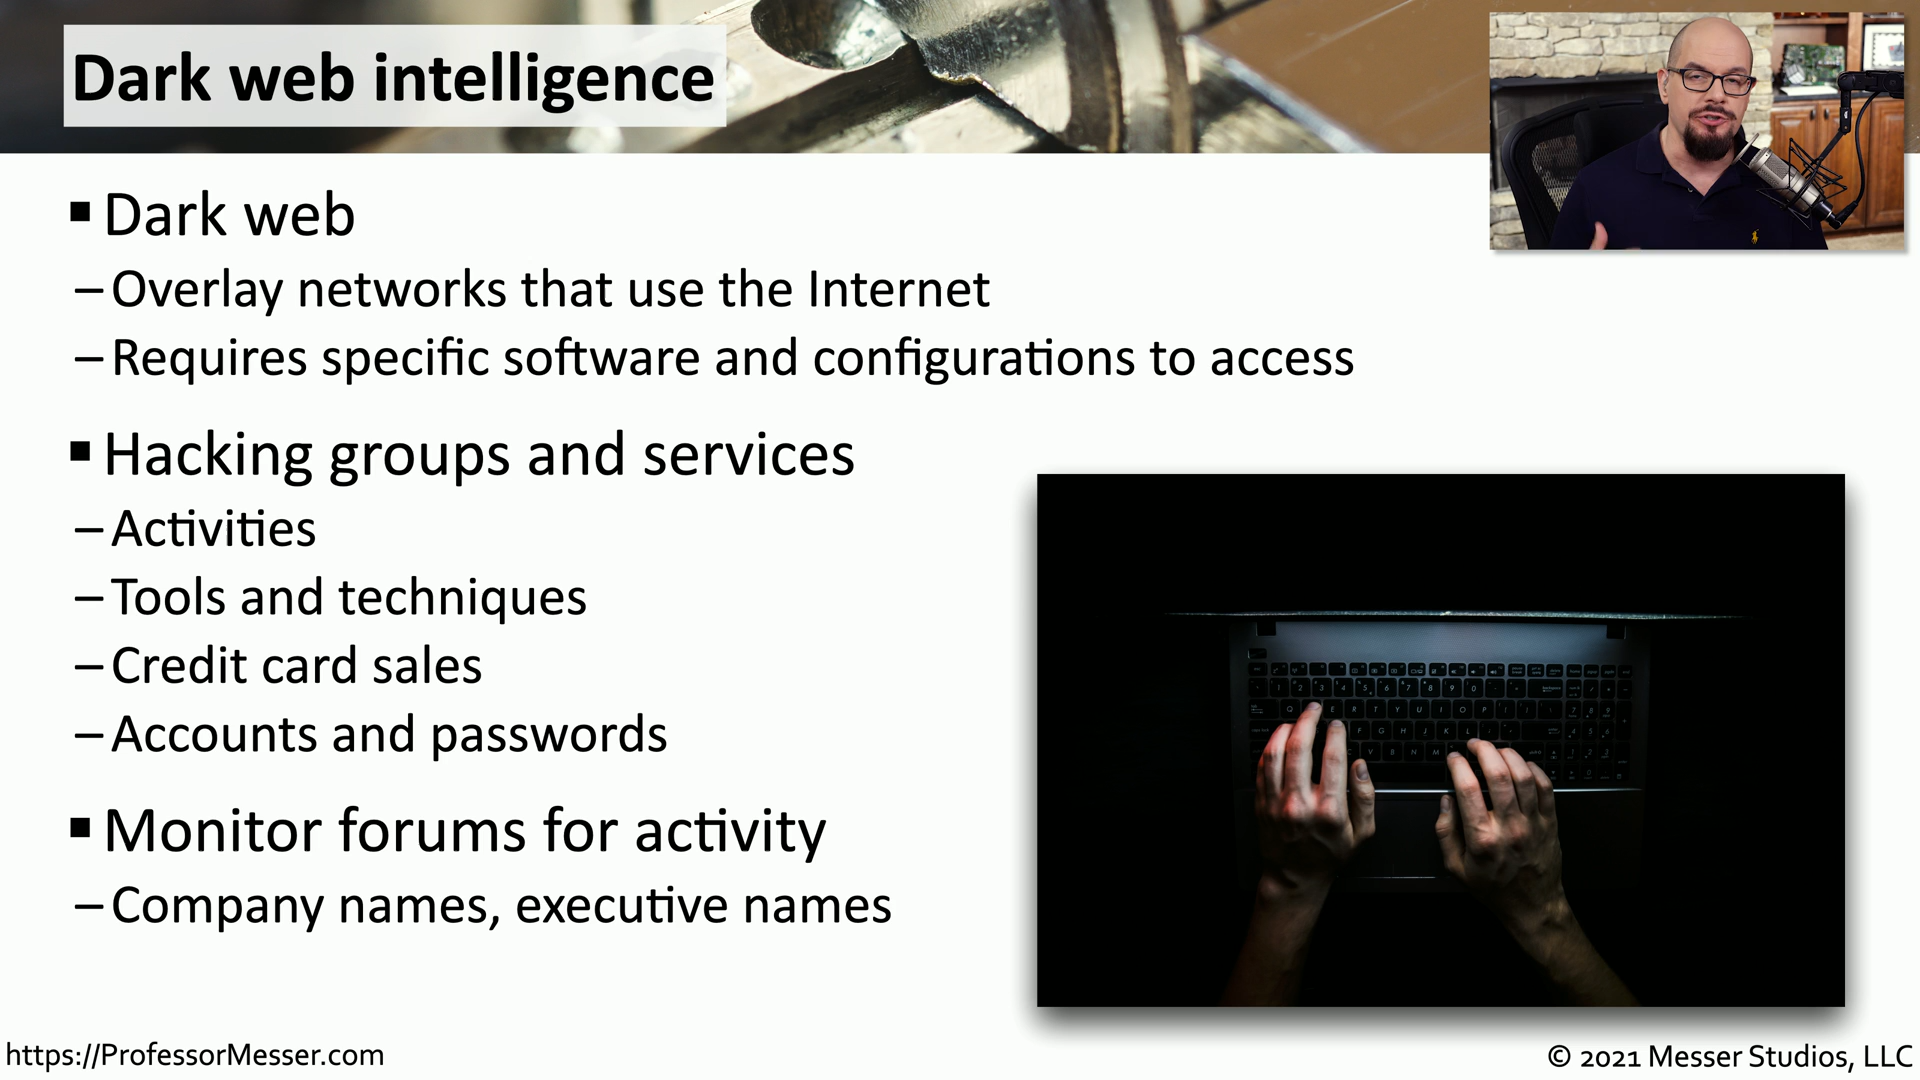 Dark web intelligence
▪ Dark web
– Overlay networks that use the Internet
– Requires specific software and configurations to access
▪ Hacking groups and services
– Activities
– Tools and techniques
– Credit card sales
– Accounts and passwords
▪ Monitor forums for activity
– Company names, executive names
https://ProfessorMesser.com
© 2021 Messer Studios, LLC